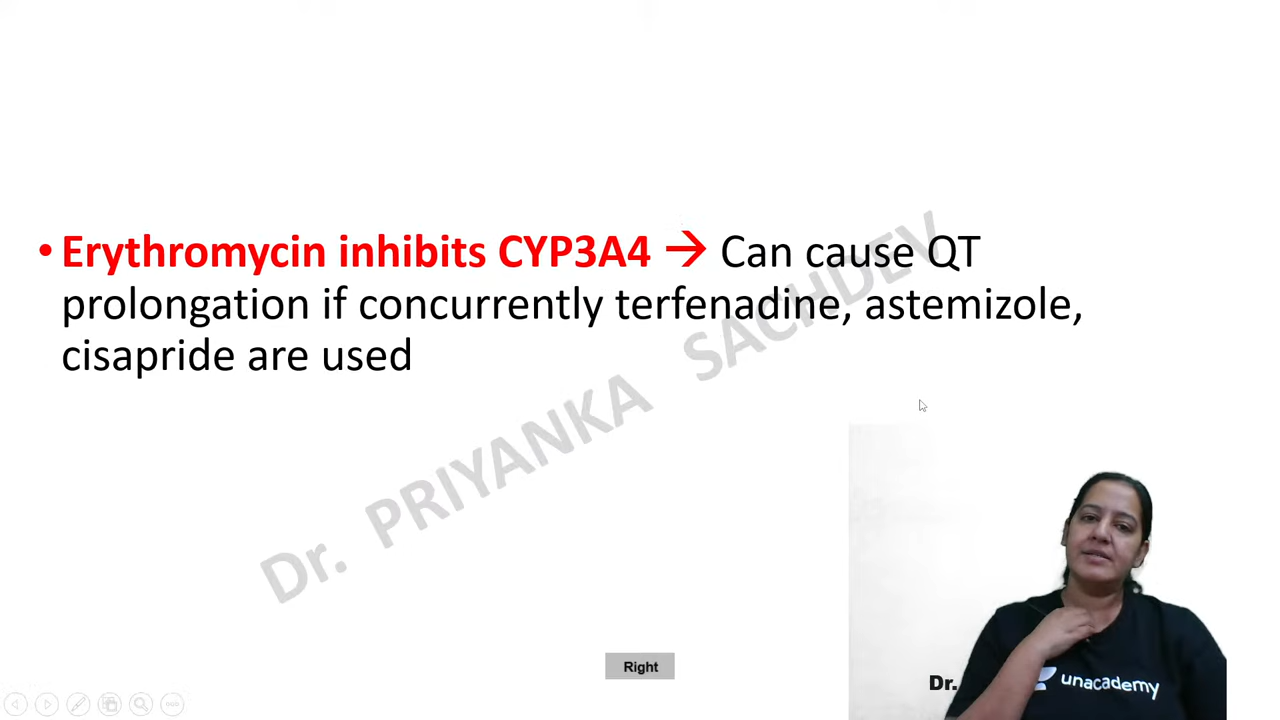 • Erythromycin inhibits CYP3A4 → Can cause QT
prolongation if concurrently terfenadine, astemizole,
cisapride are used
Dr. PRIYANKA SACHDEV
Right
Dr.
unacademy